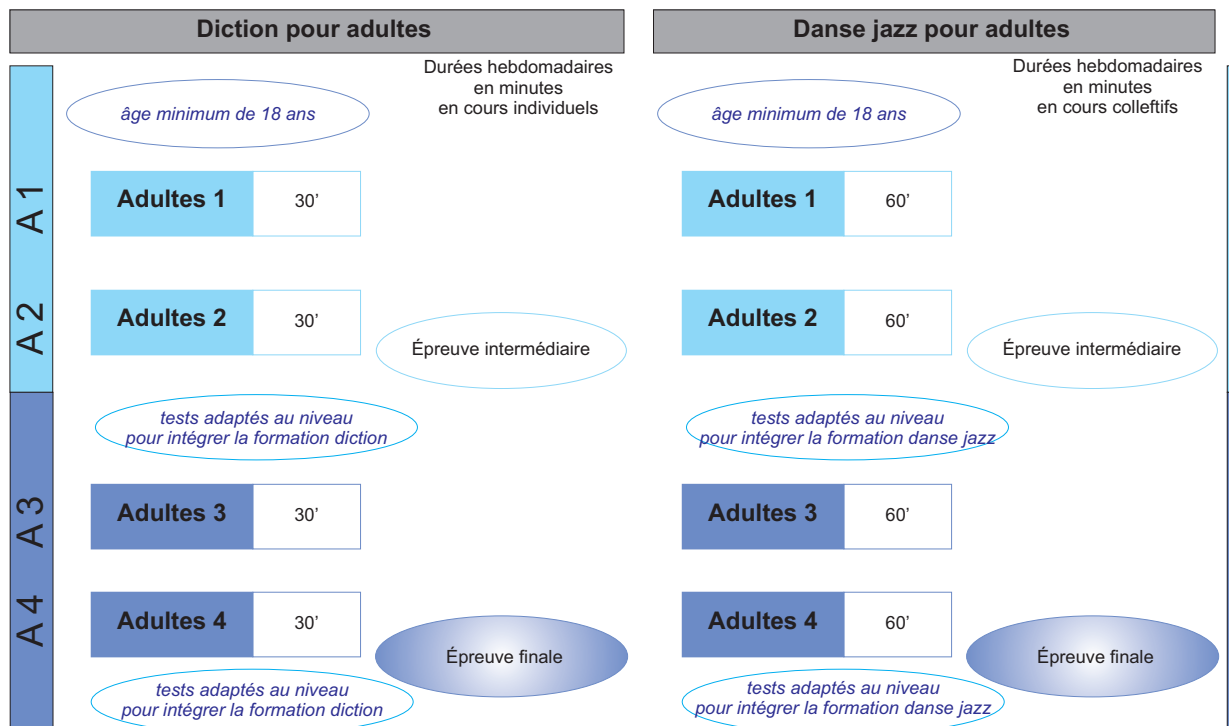 Diction pour adultes
Durées hebdomadaires
en minutes
en cours individuels
âge minimum de 18 ans
A 1
Adultes 1 30’
A 2
Adultes 2 30’
Épreuve intermédiaire
tests adaptés au niveau
pour intégrer la formation diction
A 3
Adultes 3 30’
A 4
Adultes 4 30’
Épreuve finale
tests adaptés au niveau
pour intégrer la formation diction
Danse jazz pour adultes
Durées hebdomadaires
en minutes
en cours colleftifs
âge minimum de 18 ans
Adultes 1 60’
Adultes 2 60’
Épreuve intermédiaire
tests adaptés au niveau
pour intégrer la formation danse jazz
Adultes 3 60’
Adultes 4 60’
Épreuve finale
tests adaptés au niveau
pour intégrer la formation danse jazz